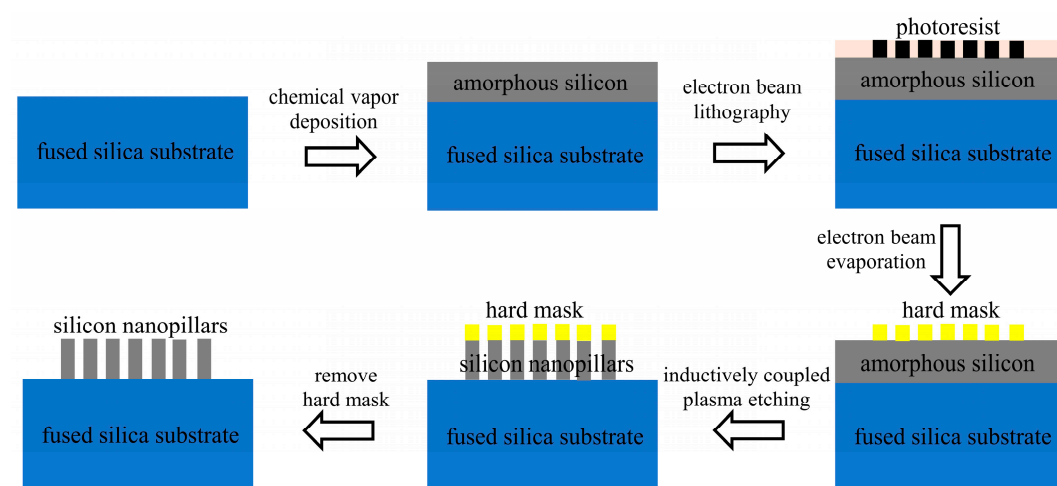 fused silica substrate
chemical vapor
deposition
amorphous silicon
fused silica substrate
electron beam
lithography
photoresist
amorphous silicon
fused silica substrate
electron beam
evaporation
hard mask
amorphous silicon
fused silica substrate
inductively coupled
plasma etching
hard mask
silicon nanopillars
fused silica substrate
remove
hard mask
silicon nanopillars
fused silica substrate